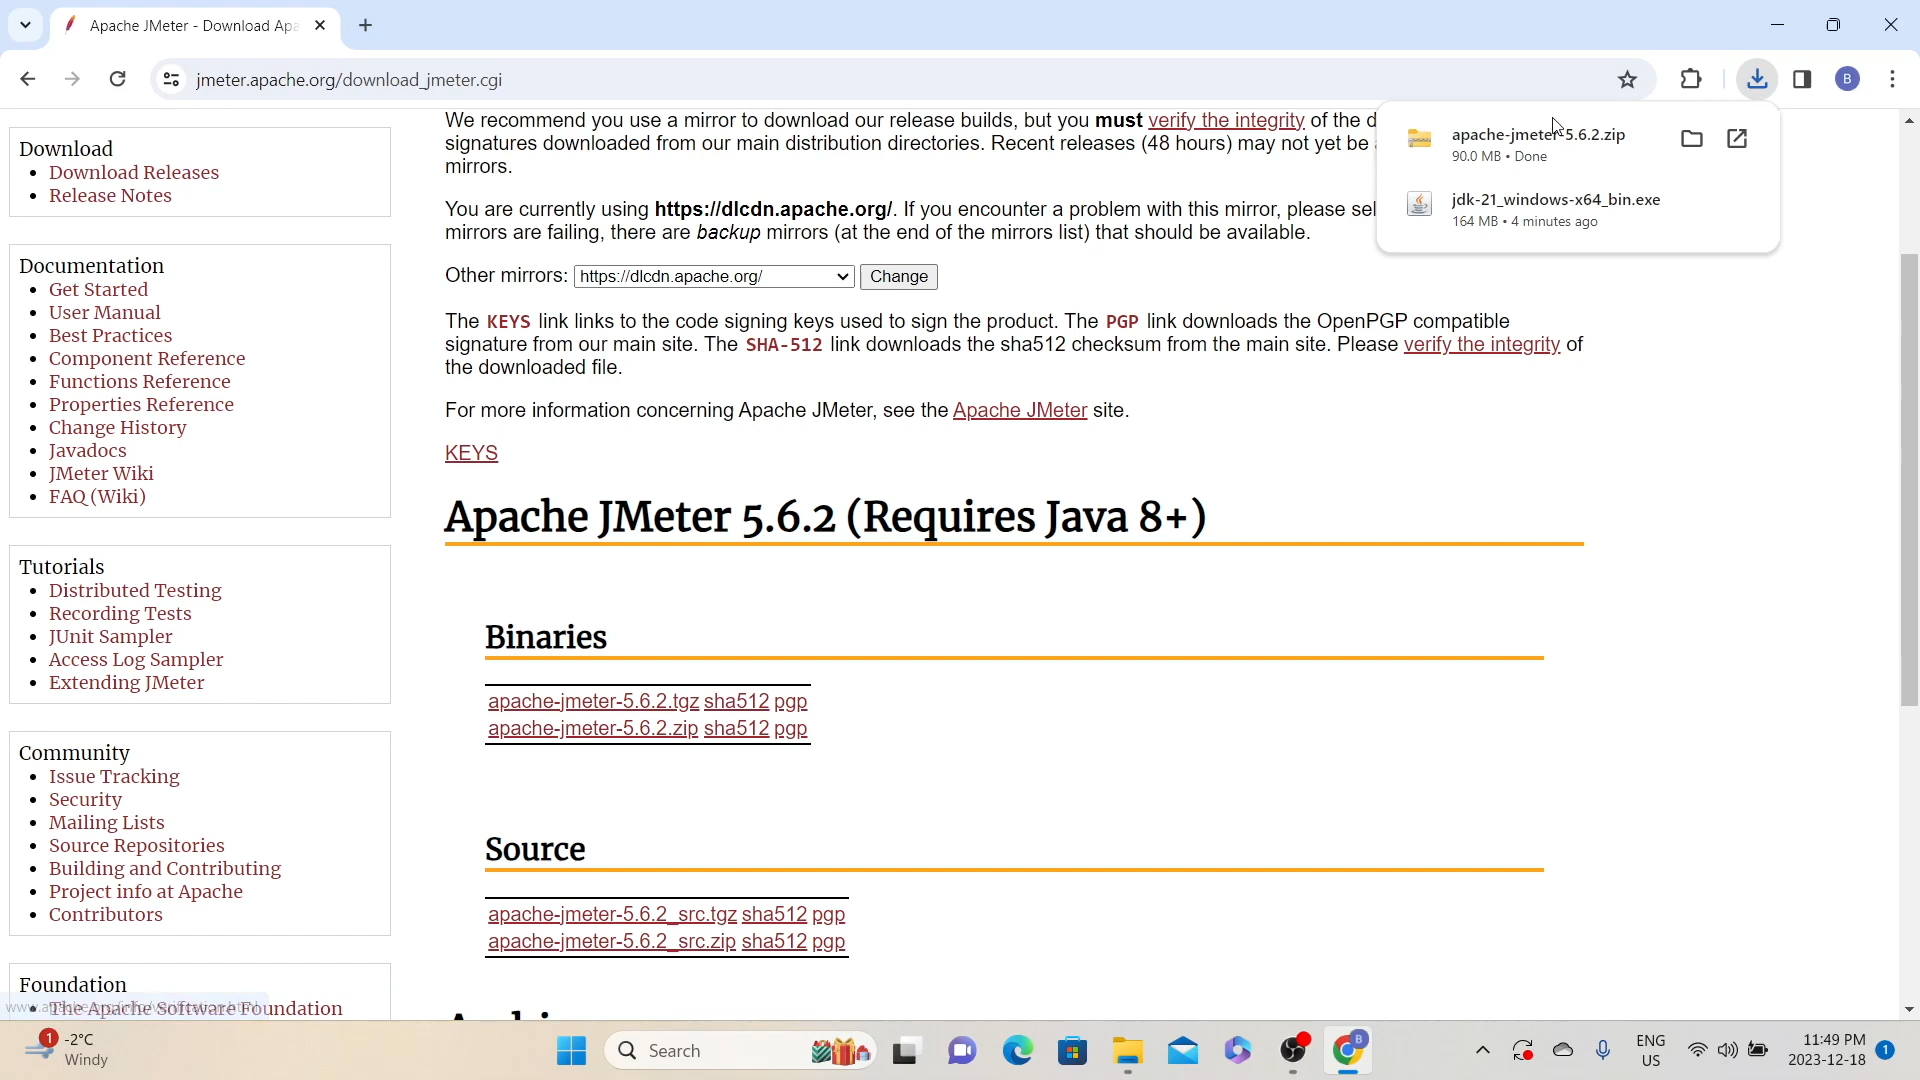 Apache JMeter - Download Apa
jmeter.apache.org/download_jmeter.cgi
B
apache-jmeter-5.6.2.zip
90.0 MB • Done
jdk-21_windows-x64_bin.exe
164 MB • 4 minutes ago
Download
Download Releases
Release Notes
Documentation
Get Started
User Manual
Best Practices
Component Reference
Functions Reference
Properties Reference
Change History
Javadocs
JMeter Wiki
FAQ (Wiki)
Tutorials
Distributed Testing
Recording Tests
JUnit Sampler
Access Log Sampler
Extending JMeter
Community
Issue Tracking
Security
Mailing Lists
Source Repositories
Building and Contributing
Project info at Apache
Contributors
Foundation
The Apache Software Foundation
We recommend you use a mirror to download our release builds, but you must verify the integrity of the d
signatures downloaded from our main distribution directories. Recent releases (48 hours) may not yet be
mirrors.
You are currently using https://dlcdn.apache.org/. If you encounter a problem with this mirror, please sel
mirrors are failing, there are backup mirrors (at the end of the mirrors list) that should be available.
Other mirrors: https://dlcdn.apache.org/ Change
The KEYS link links to the code signing keys used to sign the product. The PGP link downloads the OpenPGP compatible
signature from our main site. The SHA-512 link downloads the sha512 checksum from the main site. Please verify the integrity of
the downloaded file.
For more information concerning Apache JMeter, see the Apache JMeter site.
KEYS
Apache JMeter 5.6.2 (Requires Java 8+)
Binaries
apache-jmeter-5.6.2.tgz sha512 pgp
apache-jmeter-5.6.2.zip sha512 pgp
Source
apache-jmeter-5.6.2_src.tgz sha512 pgp
apache-jmeter-5.6.2_src.zip sha512 pgp
1
-2°C
Windy
Search
B
ENG
US
11:49 PM
2023-12-18
1